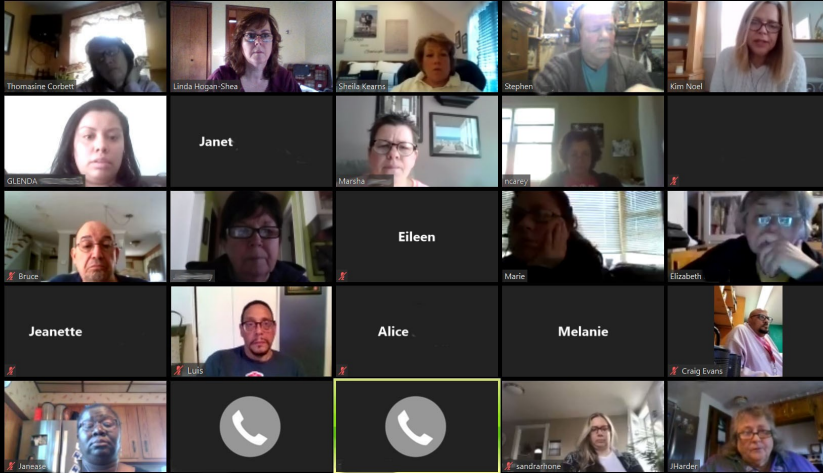 Thomasine Corbett
Linda Hogan-Shea
Sheila Kearns
Stephen
Kim Noel
GLENDA
Janet
Marsha
ncarey
Bruce
Eileen
Marie
Elizabeth
Jeanette
Luis
Alice
Melanie
Craig Evans
Janease
sandrarhone
JHarder